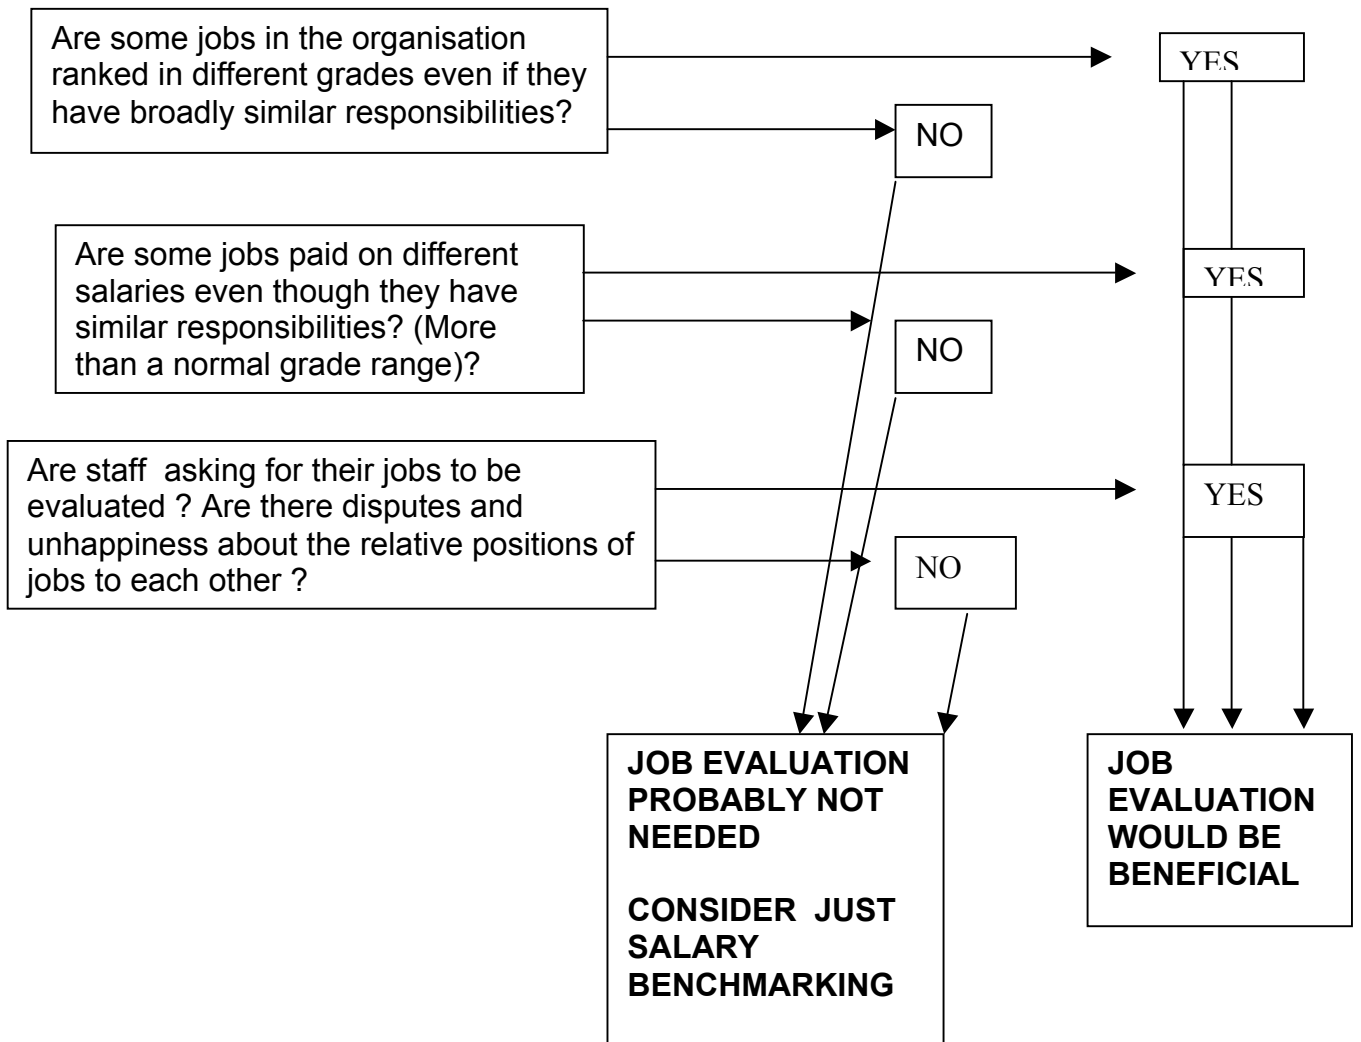 Are some jobs in the organisation
ranked in different grades even if they
have broadly similar responsibilities?
YES
NO
Are some jobs paid on different
salaries even though they have
similar responsibilities? (More
than a normal grade range)?
YES
NO
Are staff  asking for their jobs to be
evaluated ? Are there disputes and
unhappiness about the relative positions of
jobs to each other ?
YES
NO
JOB EVALUATION
PROBABLY NOT
NEEDED
CONSIDER  JUST
SALARY
BENCHMARKING
JOB
EVALUATION
WOULD BE
BENEFICIAL